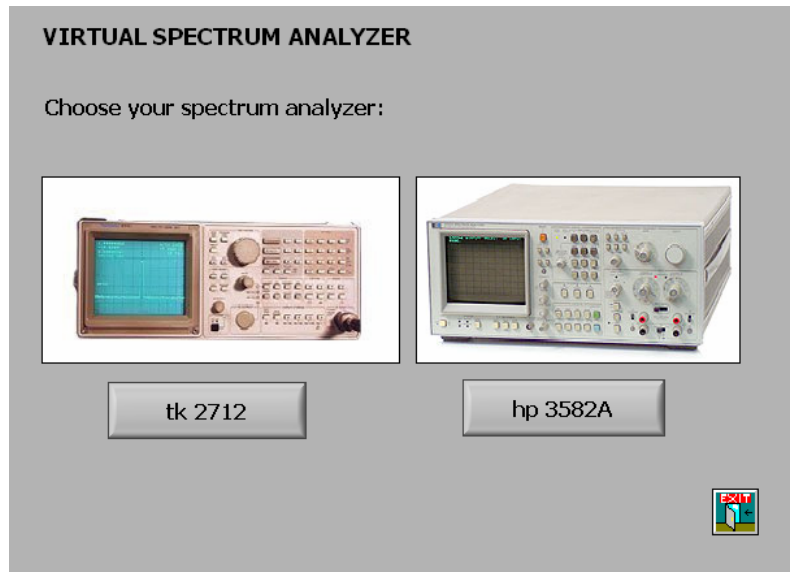 VIRTUAL SPECTRUM ANALYZER
Choose your spectrum analyzer:
tk 2712
hp 3582A
EXIT